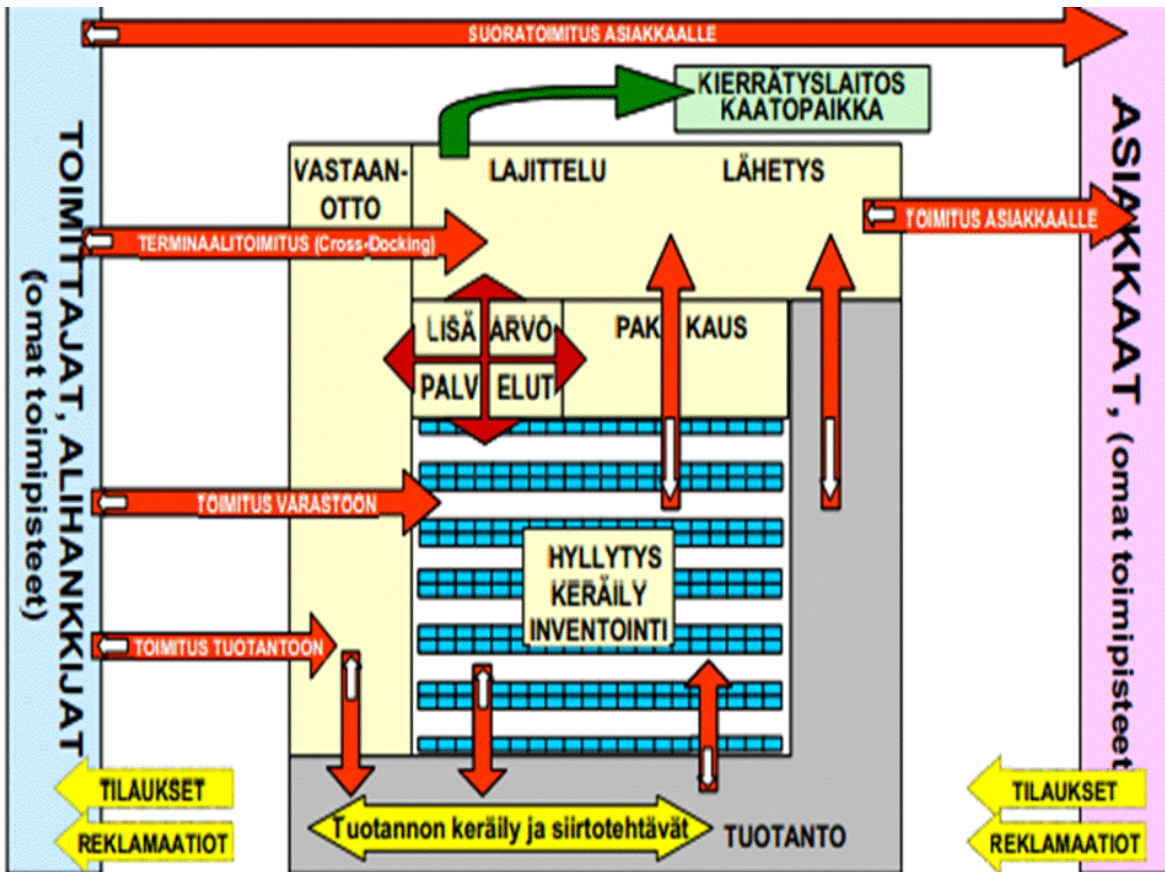 SUORATOIMITUS ASIAKKAALLE
KIERRÄTYSLAITOS
KAATOPAIKKA
TOIMITTAJAT, ALIHANKKIJAT
(omat toimipisteet)
ASIAKKAAT, (omat toimipisteet)
VASTAAN-
OTTO
LAJITTELU
LÄHETYS
TERMINAALITOIMITUS (Cross-Docking)
TOIMITUS ASIAKKAALLE
LISÄ ARVO
PALV ELUT
PAK KAUS
TOIMITUS VARASTOON
HYLLYTYS
KERÄILY
INVENTOINTI
TOIMITUS TUOTANTOON
TILAUKSET
REKLAMAATIOT
Tuotannon keräily ja siirtotehtävät
TUOTANTO
TILAUKSET
REKLAMAATIOT